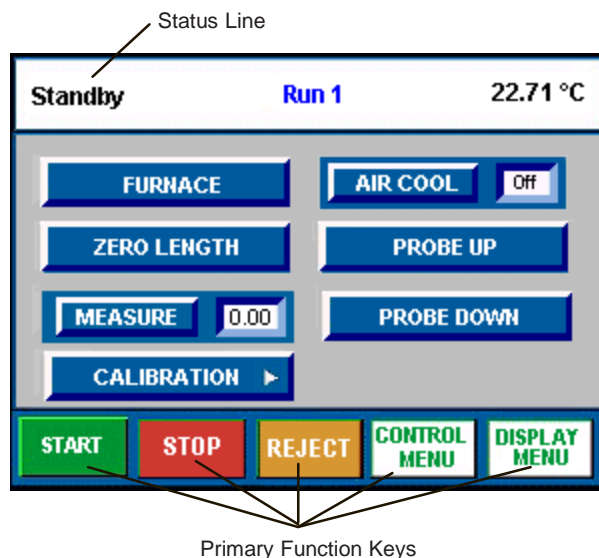 Status Line
Standby Run 1 22.71 °C
FURNACE AIR COOL Off
ZERO LENGTH PROBE UP
MEASURE 0.00 PROBE DOWN
CALIBRATION
START STOP REJECT CONTROL MENU DISPLAY MENU
Primary Function Keys